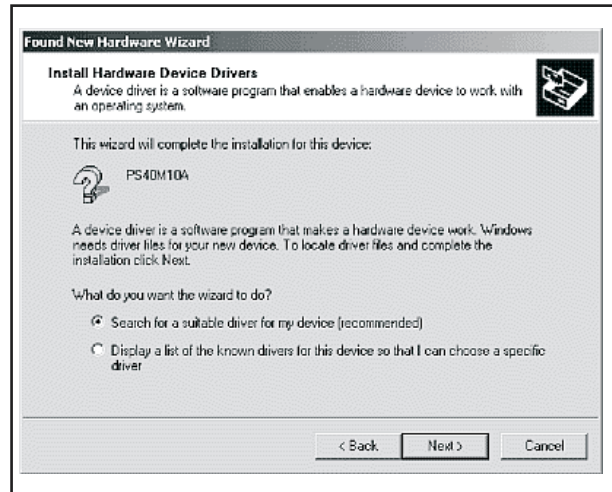 Found New Hardware Wizard
Install Hardware Device Drivers
A device driver is a software program that enables a hardware device to work with
an operating system.
This wizard will complete the installation for this device:
PS40M10A
A device driver is a software program that makes a hardware device work. Windows
needs driver files for your new device. To locate driver files and complete the
installation click Next.
What do you want the wizard to do?
Search for a suitable driver for my device (recommended)
Display a list of the known drivers for this device so that I can choose a specific
driver
< Back Next > Cancel